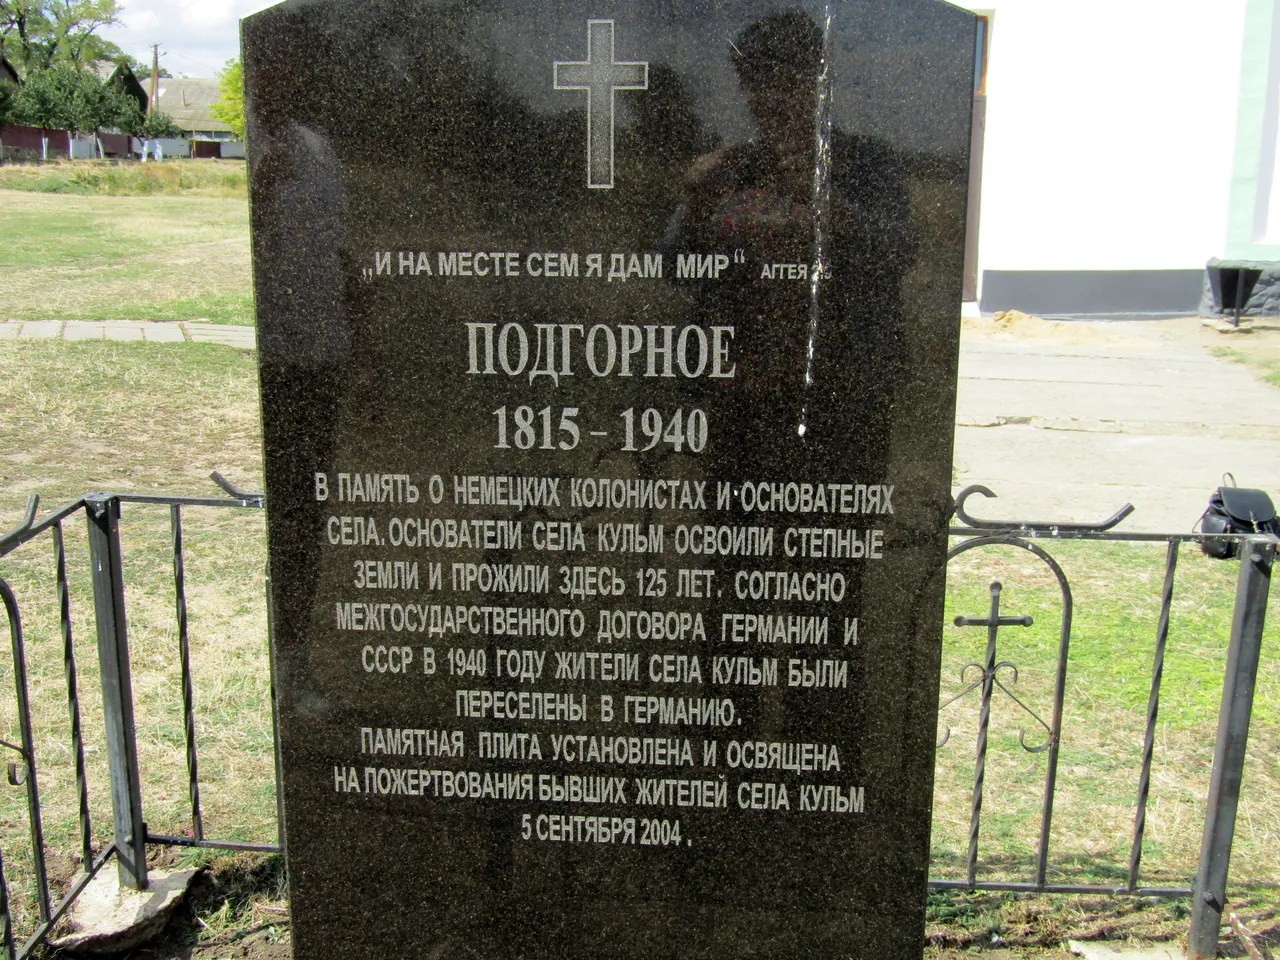 „И НА МЕСТЕ СЕМ Я ДАМ МИР“ АГГЕЯ
ПОДГОРНОЕ
1815 – 1940
В ПАМЯТЬ О НЕМЕЦКИХ КОЛОНИСТАХ И ОСНОВАТЕЛЯХ
СЕЛА. ОСНОВАТЕЛИ СЕЛА КУЛЬМ ОСВОИЛИ СТЕПНЫЕ
ЗЕМЛИ И ПРОЖИЛИ ЗДЕСЬ 125 ЛЕТ. СОГЛАСНО
МЕЖГОСУДАРСТВЕННОГО ДОГОВОРА ГЕРМАНИИ И
СССР В 1940 ГОДУ ЖИТЕЛИ СЕЛА КУЛЬМ БЫЛИ
ПЕРЕСЕЛЕНЫ В ГЕРМАНИЮ.
ПАМЯТНАЯ ПЛИТА УСТАНОВЛЕНА И ОСВЯЩЕНА
НА ПОЖЕРТВОВАНИЯ БЫВШИХ ЖИТЕЛЕЙ СЕЛА КУЛЬМ
5 СЕНТЯБРЯ 2004.